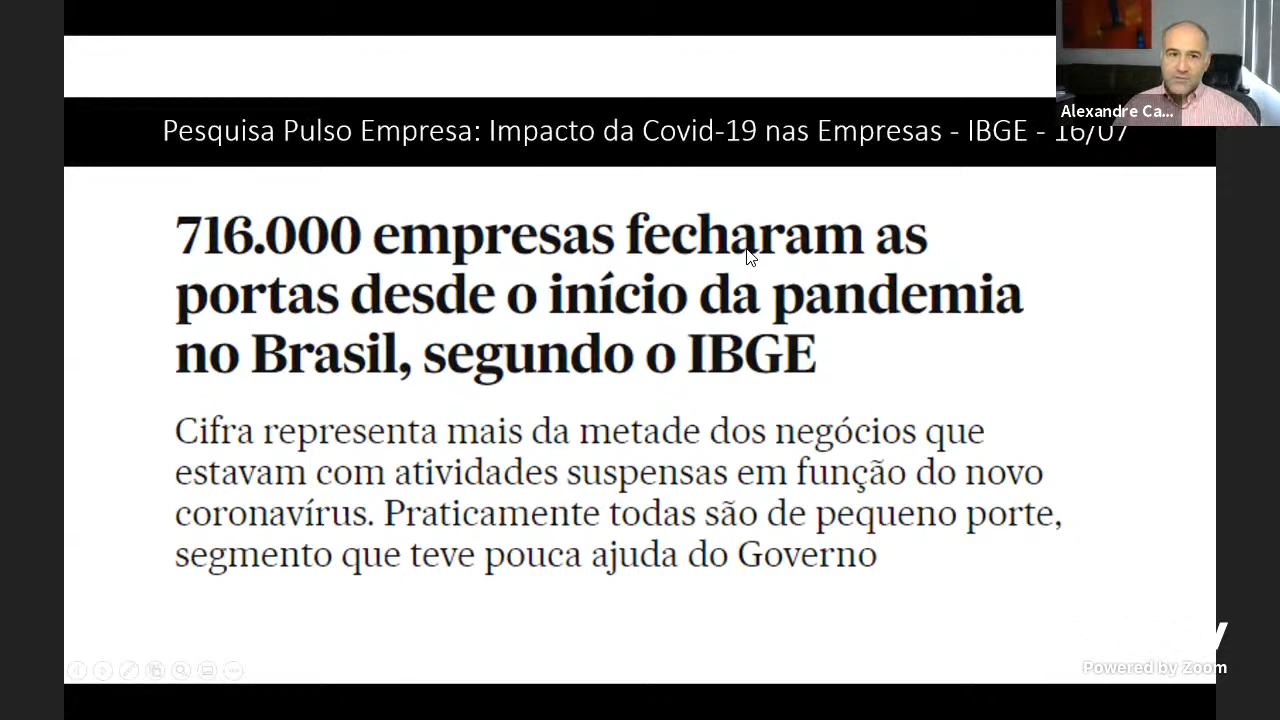 Alexandre Ca...
Pesquisa Pulso Empresa: Impacto da Covid-19 nas Empresas - IBGE - 16/07
716.000 empresas fecharam as
portas desde o início da pandemia
no Brasil, segundo o IBGE
Cifra representa mais da metade dos negócios que
estavam com atividades suspensas em função do novo
coronavírus. Praticamente todas são de pequeno porte,
segmento que teve pouca ajuda do Governo
Powered by Zoom